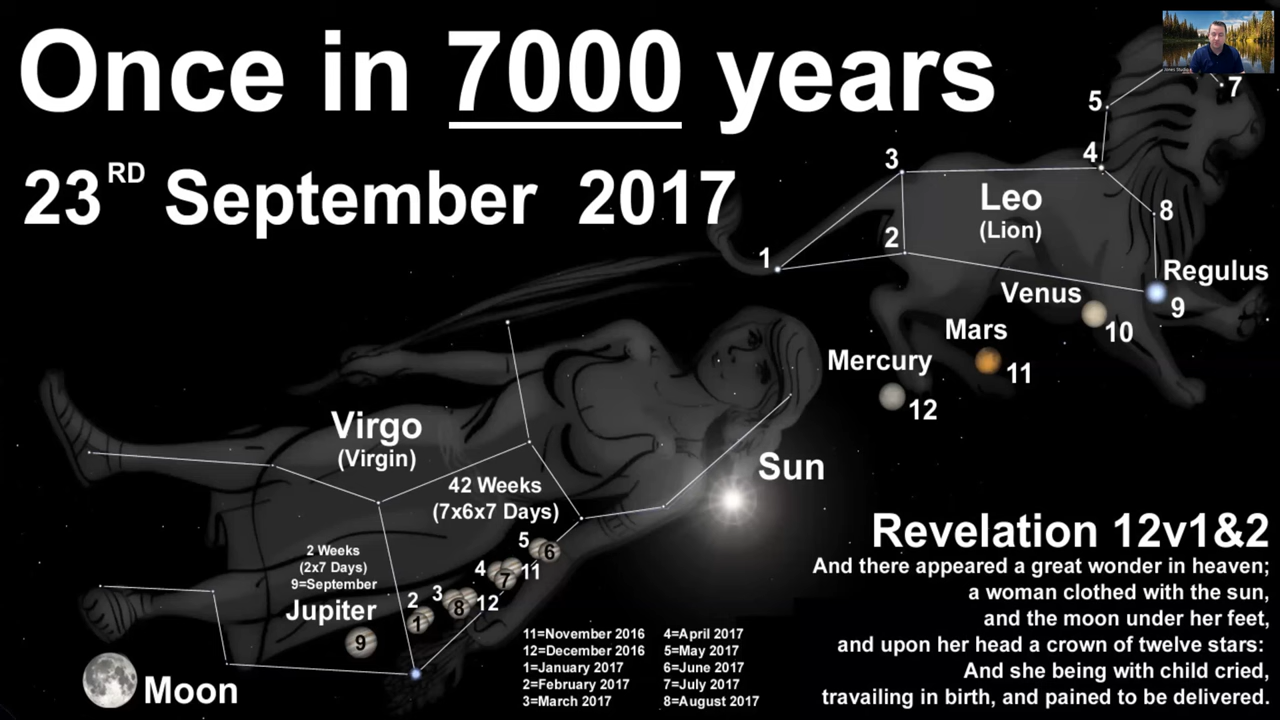 Once in 7000 years
23RD September 2017
7
5
3
4
Leo
(Lion)
8
2
1
Regulus
9
Venus
10
Mars
11
Mercury
12
Virgo
(Virgin)
42 Weeks
(7x6x7 Days)
Sun
5
6
2 Weeks
(2x7 Days)
9=September
4
7
11
Jupiter
2
3
8
12
1
9
Moon
11=November 2016
12=December 2016
1=January 2017
2=February 2017
3=March 2017
4=April 2017
5=May 2017
6=June 2017
7=July 2017
8=August 2017
Revelation 12v1&2
And there appeared a great wonder in heaven;
a woman clothed with the sun,
and the moon under her feet,
and upon her head a crown of twelve stars:
And she being with child cried,
travailing in birth, and pained to be delivered.